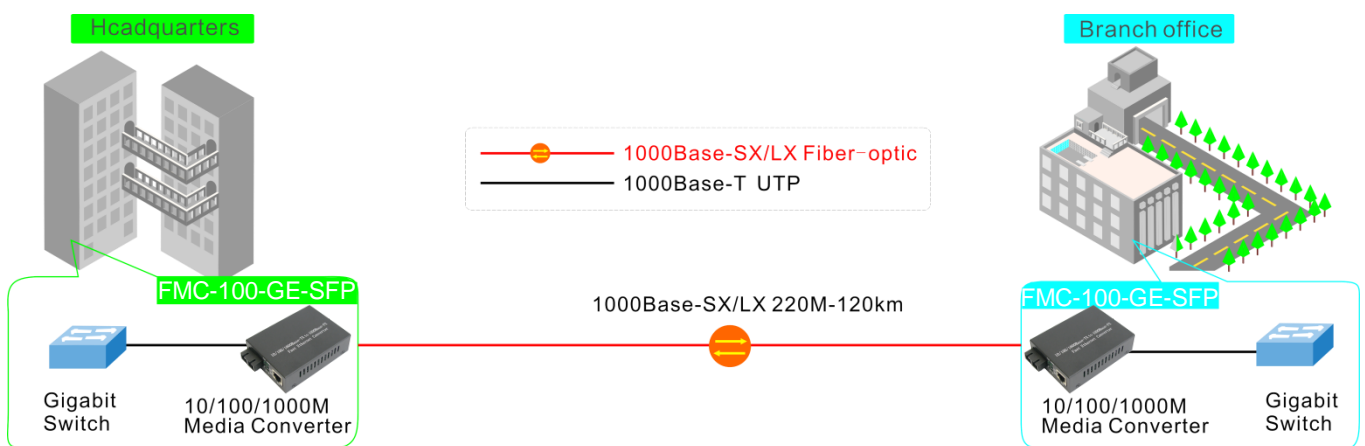 Hcadquarters
Branch office
1000Base-SX/LX Fiber-optic
1000Base-T UTP
FMC-100-GE-SFP
1000Base-SX/LX 220M-120km
FMC-100-GE-SFP
Gigabit
Switch
10/100/1000M
Media Converter
10/100/1000M
Media Converter
Gigabit
Switch